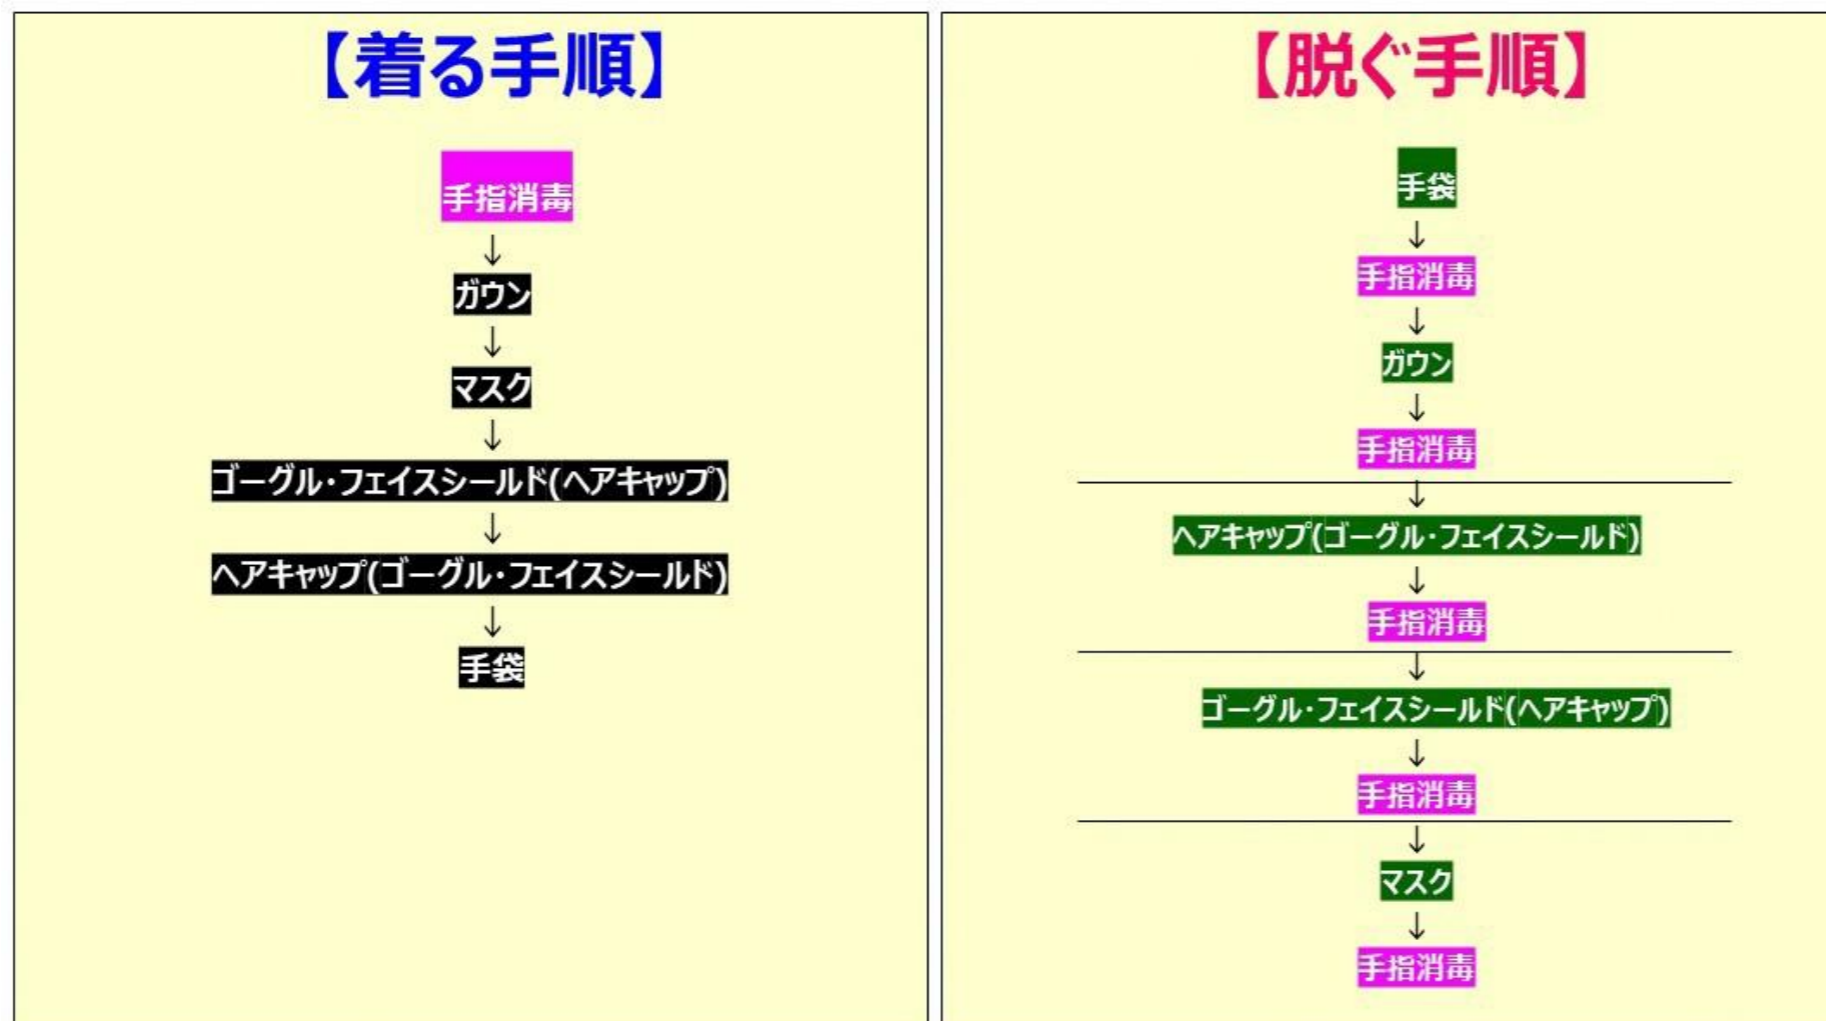 【着る手順】
手指消毒
↓
ガウン
↓
マスク
↓
ゴーグル・フェイスシールド(ヘアキャップ)
↓
ヘアキャップ(ゴーグル・フェイスシールド)
↓
手袋
【脱ぐ手順】
手袋
↓
手指消毒
↓
ガウン
↓
手指消毒
↓
ヘアキャップ(ゴーグル・フェイスシールド)
↓
手指消毒
↓
ゴーグル・フェイスシールド(ヘアキャップ)
↓
手指消毒
↓
マスク
↓
手指消毒